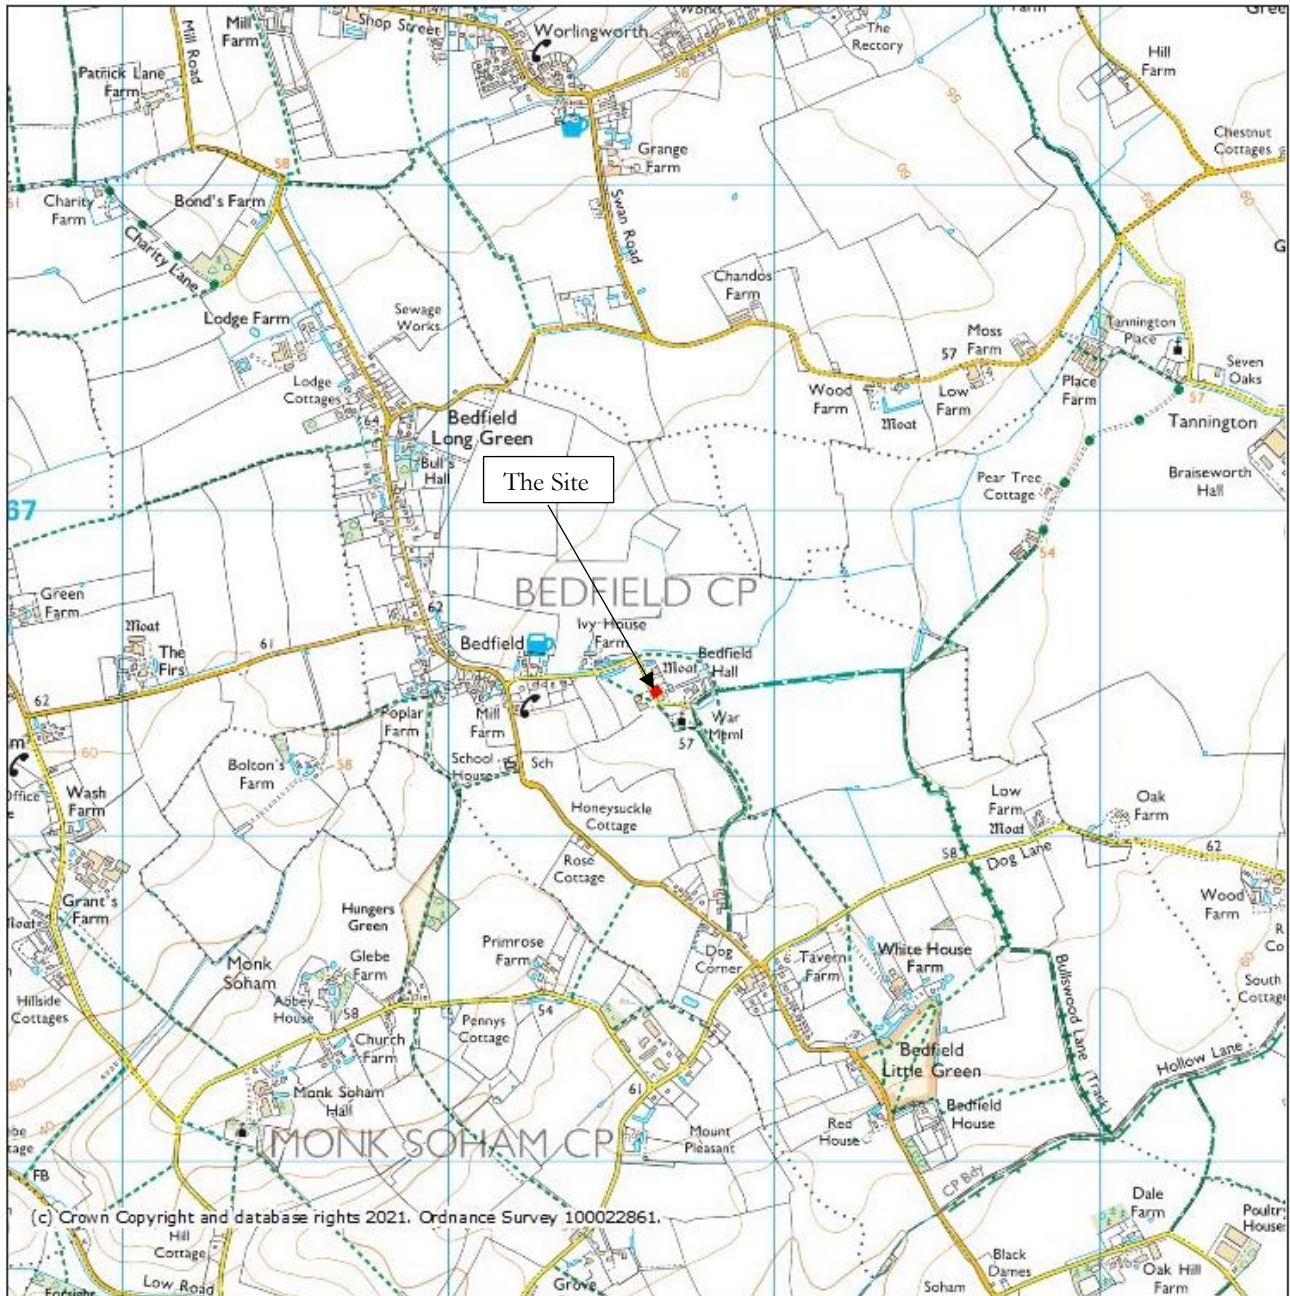 Shop Street
Worlingworth
Works
The
Rectory
Mill
Farm
Mill Road
Patrick Lane
Farm
58
Hill
Farm
55
Chestnut
Cottages
Grange
Farm
60
58
61
Charity
Farm
Bond's Farm
Charity Lane
Swan Road
55
60
Chandos
Farm
Lodge Farm
Sewage
Works
Moss
Farm
57
Tannington
Place
Lodge
Cottages
Wood
Farm
Moat
Low
Farm
Place
Farm
Seven
Oaks
57
Tannington
64
Bedfield
Long Green
Bull's
Hall
The Site
Pear Tree
Cottage
Braiseworth
Hall
67
54
BEDFIELD CP
Green
Farm
Moat
The
Firs
61
62
Bedfield
Ivy House
Farm
Moat
Bedfield
Hall
62
60
Poplar
Farm
Mill
Farm
War
Meml
57
Bolton's
Farm
58
School
House
Sch
Wash
Farm
Honeysuckle
Cottage
Low
Farm
Moat
Oak
Farm
Rose
Cottage
58
Dog Lane
62
Grant's
Farm
Hungers
Green
Wood
Farm
Monk
Soham
Glebe
Farm
Primrose
Farm
Dog
Corner
Tavern
Farm
White House
Farm
60
Hillside
Cottages
Abbey
House
58
Pennys
Cottage
54
Bullswood Lane
(Track)
South
Cottage
Church
Farm
Bedfield
Little Green
Hollow Lane
Monk Soham
Hall
61
Bedfield
House
Red
House
Mount
Pleasant
MONK SOHAM CP
FB
CP Bdy
Dale
Farm
Poultry
Houses
(c) Crown Copyright and database rights 2021. Ordnance Survey 100022861.
Hill
Cottage
Low Road
Grove
Soham
Black
Dames
Oak Hill
Farm